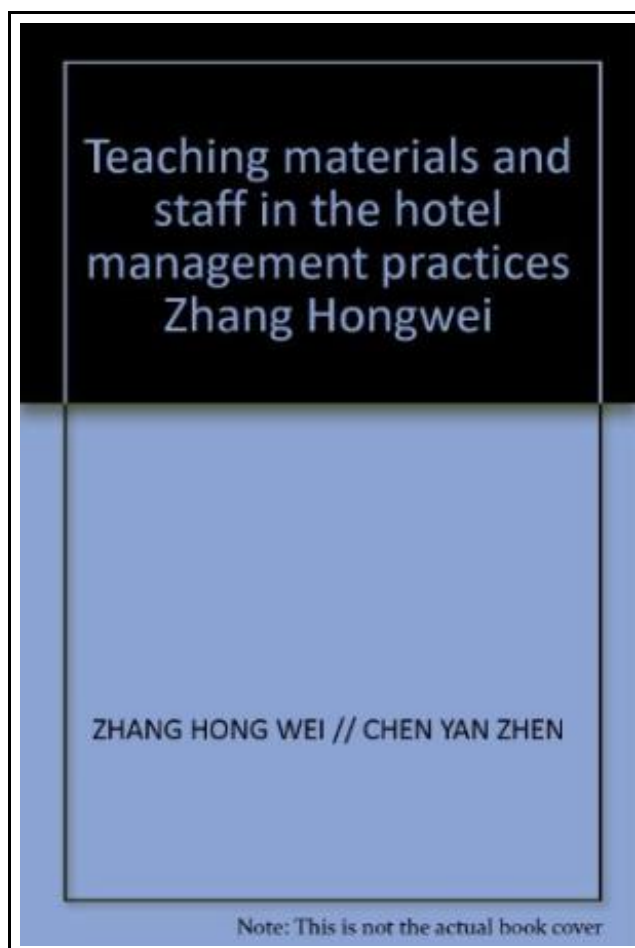 Teaching materials and
staff in the hotel
management practices
Zhang Hongwei
ZHANG HONG WEI // CHEN YAN ZHEN
Note: This is not the actual book cover